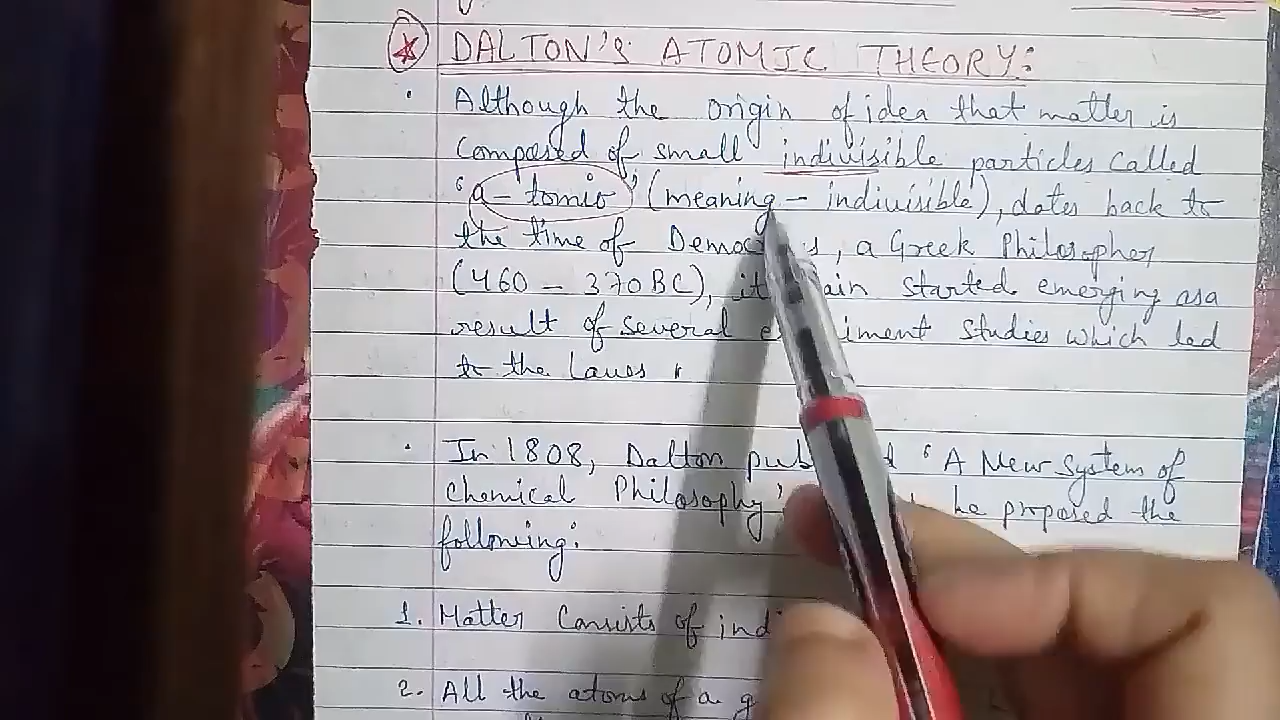 DALTON'S ATOMIC THEORY:
• Although the origin of idea that matter is
composed of small indivisible particles called
'a-tomio' (meaning - indivisible), dates back to
the time of, a Greek Philosopher
(460 - 370BC), started emerging as a
result of several studies which led
to the laws.
• In 1808, Dalton 'A New System of
Chemical Philosophy' he proposed the
following:
1. Matter Consists of
2. All the atoms of a